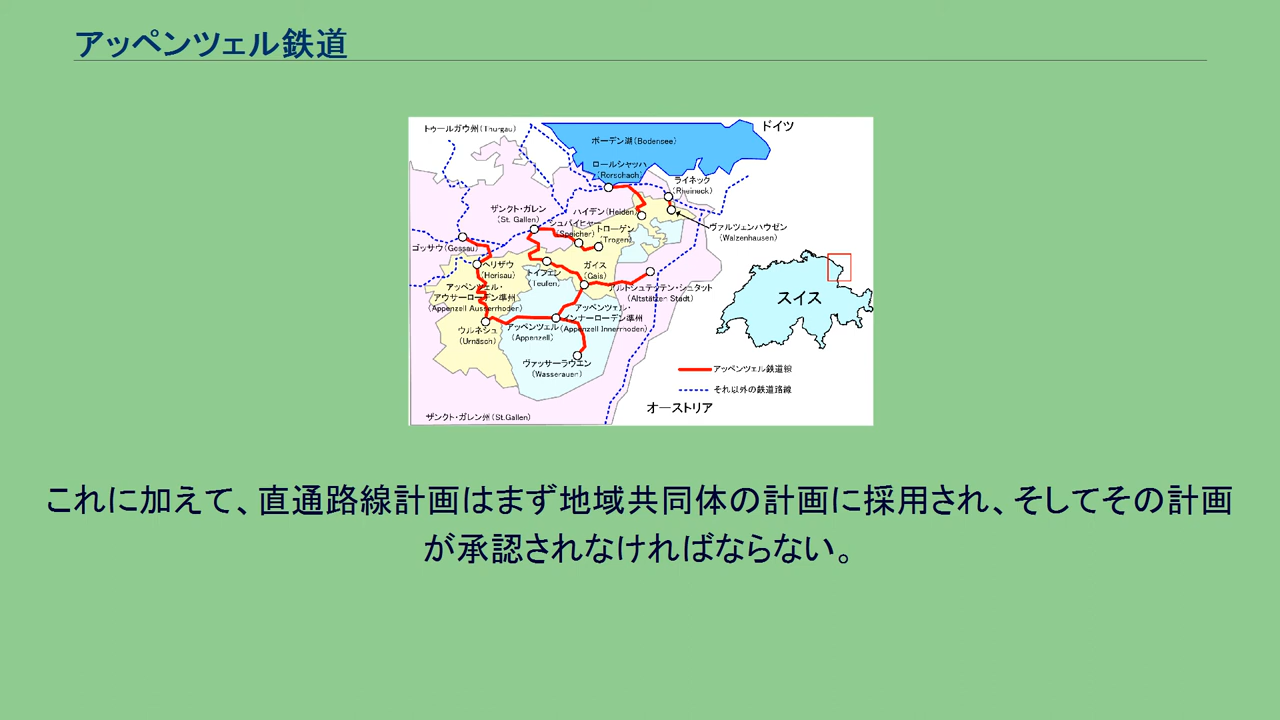 アッペンツェル鉄道
トゥールガウ州(Thurgau)
ドイツ
ボーデン湖(Bodensee)
ロールシャッハ
(Rorschach)
ライネック
(Rheineck)
ザンクト・ガレン
(St. Gallen)
ハイデン(Heiden)
シュパイヒャー
(Speicher)
トローゲン
(Trogen)
ヴァルツェンハウゼン
(Walzenhausen)
ゴッサウ(Gossau)
ヘリザウ
(Herisau)
トイフェン
(Teufen)
ガイス
(Gais)
アルトシュテッテン・シュタット
(Altstätten Stadt)
アッペンツェル・
アウサーローデン準州
(Appenzell Ausserrhoden)
アッペンツェル・
インナーローデン準州
(Appenzell Innerrhoden)
ウルネシュ
(Urnäsch)
アッペンツェル
(Appenzell)
ヴァッサーラウエン
(Wasserauen)
スイス
アッペンツェル鉄道線
それ以外の鉄道路線
オーストリア
ザンクト・ガレン州(St.Gallen)
これに加えて、直通路線計画はまず地域共同体の計画に採用され、そしてその計画
が承認されなければならない。